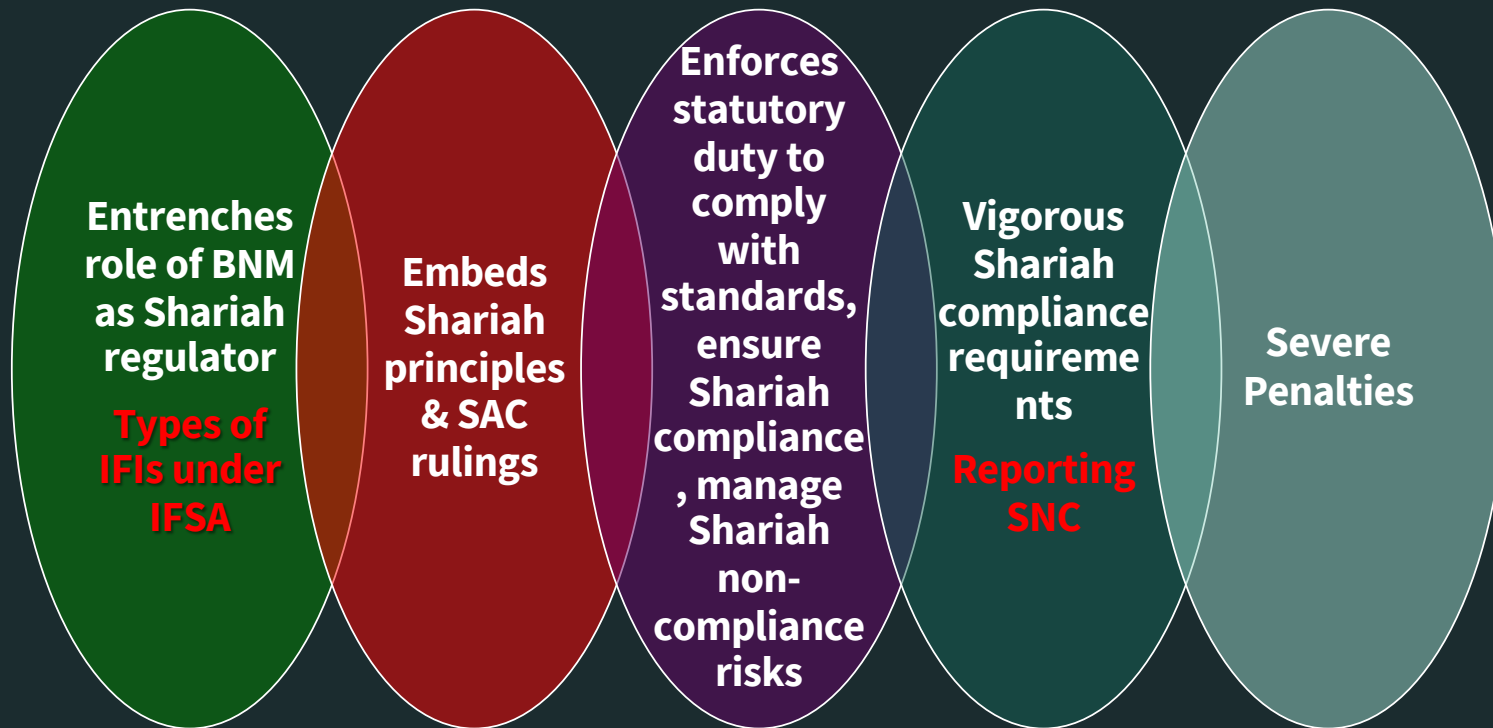 Entrenches
role of BNM
as Shariah
regulator
Types of
IFIs under
IFSA
Embeds
Shariah
principles
& SAC
rulings
Enforces
statutory
duty to
comply
with
standards,
ensure
Shariah
compliance
, manage
Shariah
non-
compliance
risks
Vigorous
Shariah
compliance
requireme
nts
Reporting
SNC
Severe
Penalties